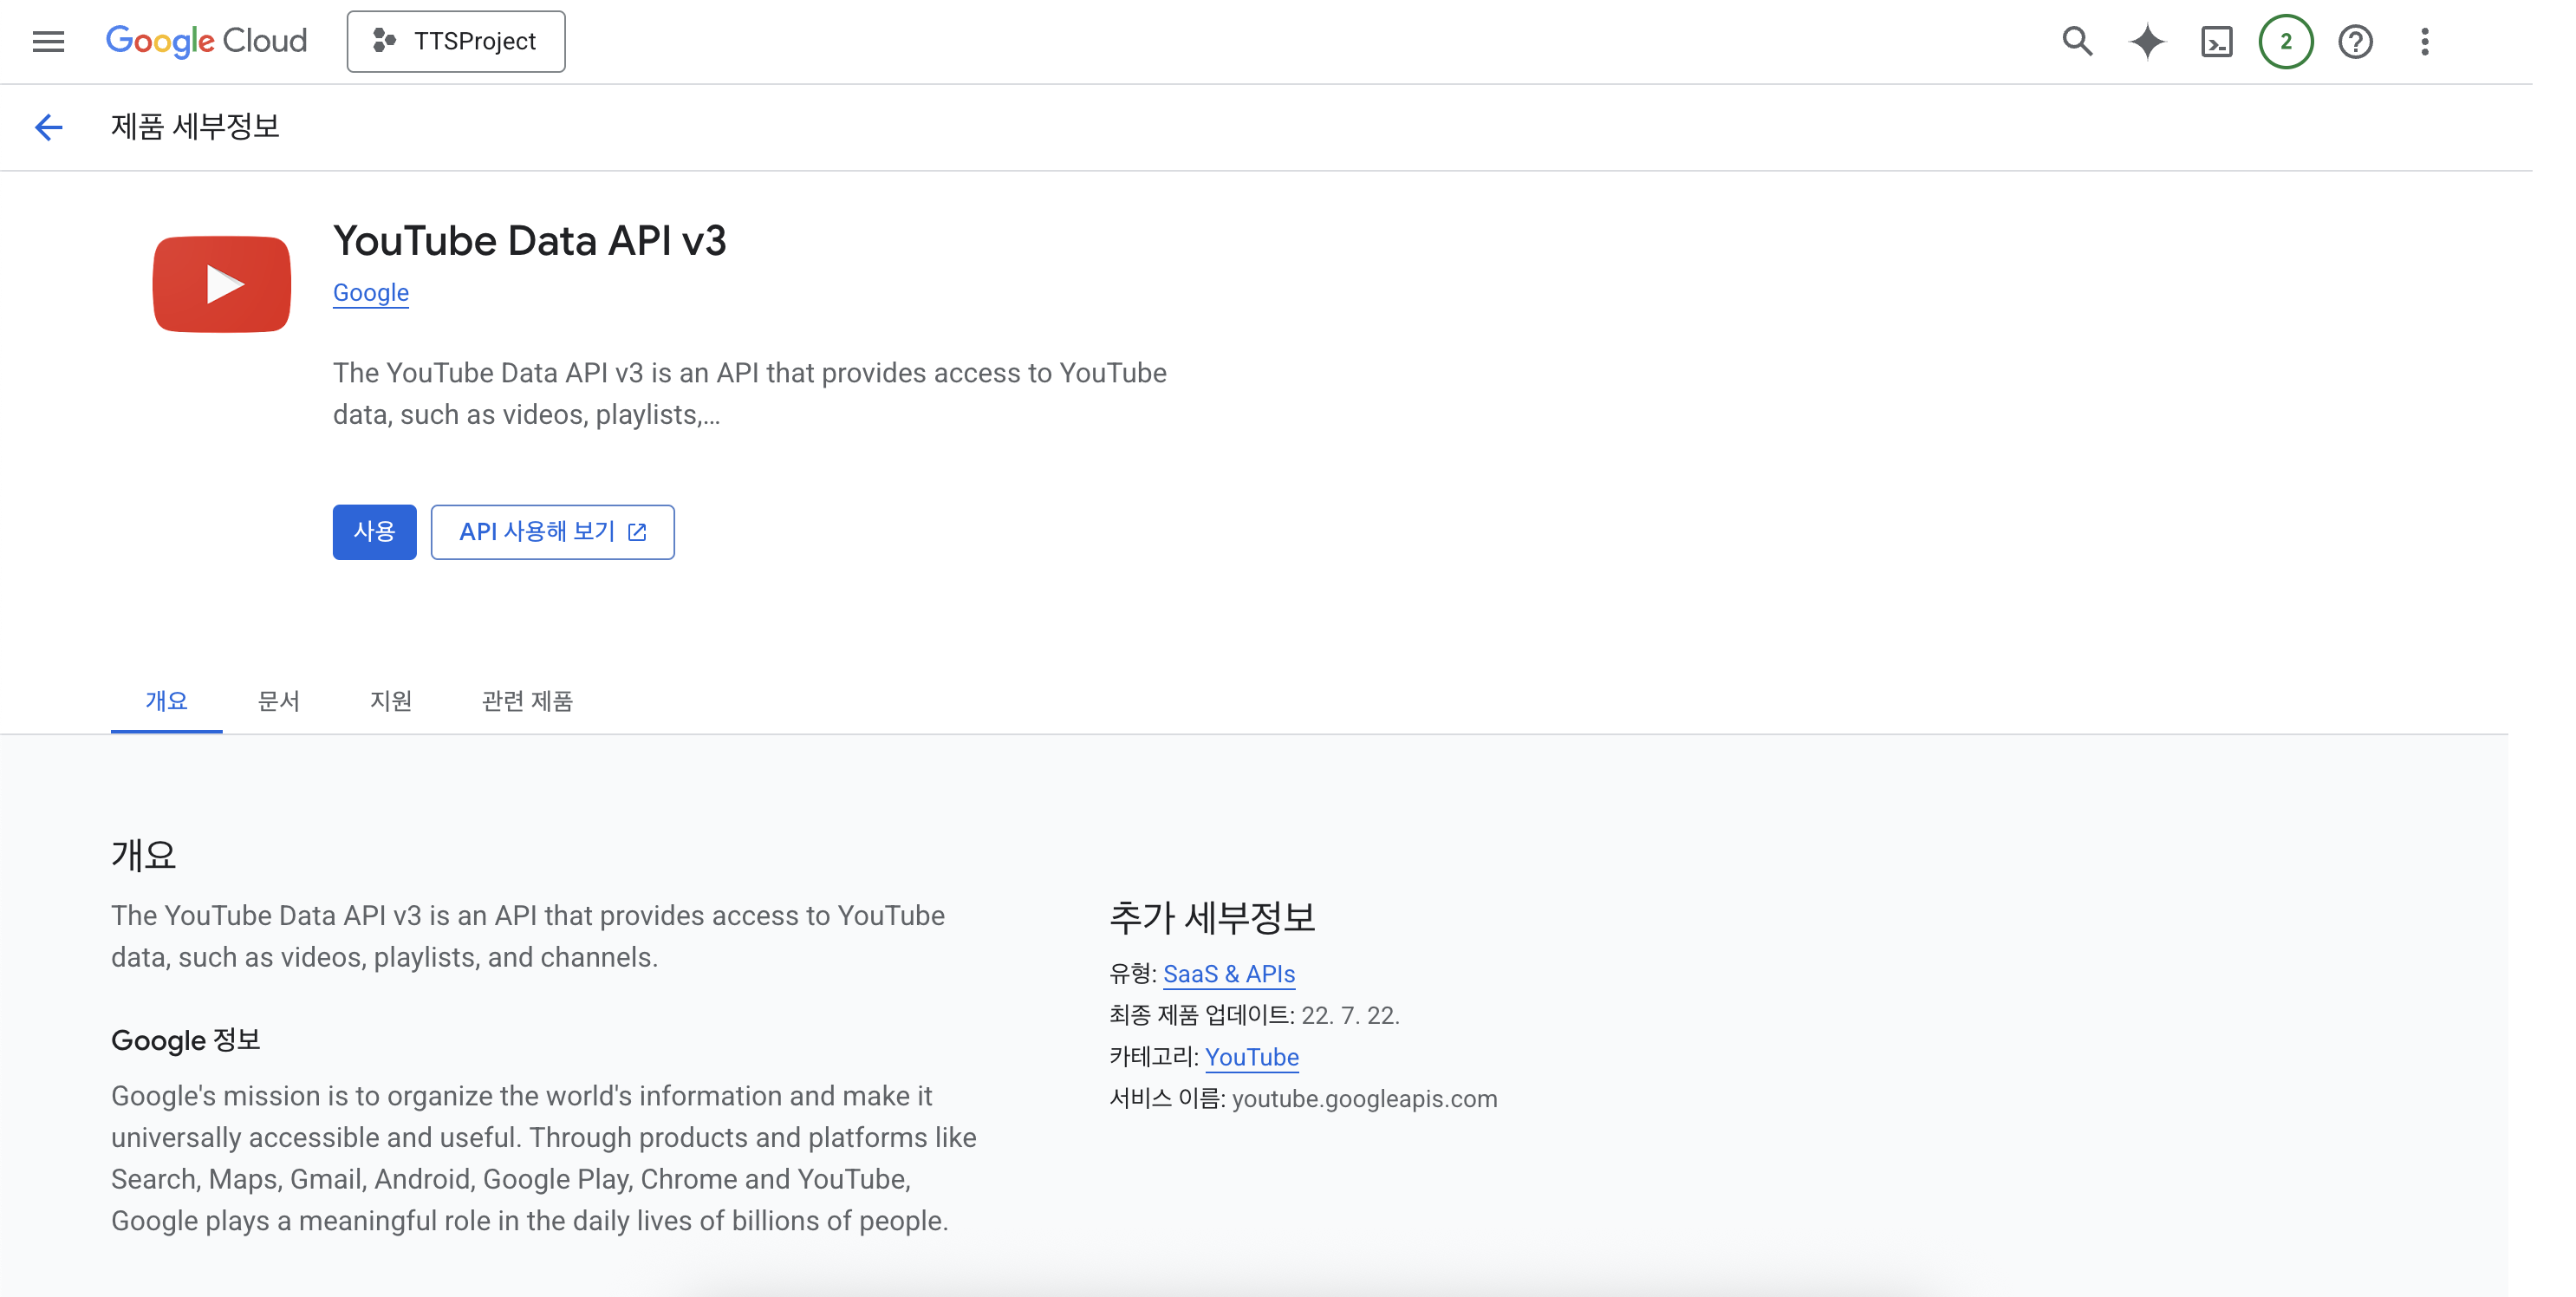 Google Cloud
TTSProject
2
제품 세부정보
YouTube Data API v3
Google
The YouTube Data API v3 is an API that provides access to YouTube
data, such as videos, playlists,...
사용
API 사용해 보기
개요
문서
지원
관련 제품
개요
The YouTube Data API v3 is an API that provides access to YouTube
data, such as videos, playlists, and channels.
Google 정보
Google's mission is to organize the world's information and make it
universally accessible and useful. Through products and platforms like
Search, Maps, Gmail, Android, Google Play, Chrome and YouTube,
Google plays a meaningful role in the daily lives of billions of people.
추가 세부정보
유형: SaaS & APIs
최종 제품 업데이트: 22. 7. 22.
카테고리: YouTube
서비스 이름: youtube.googleapis.com